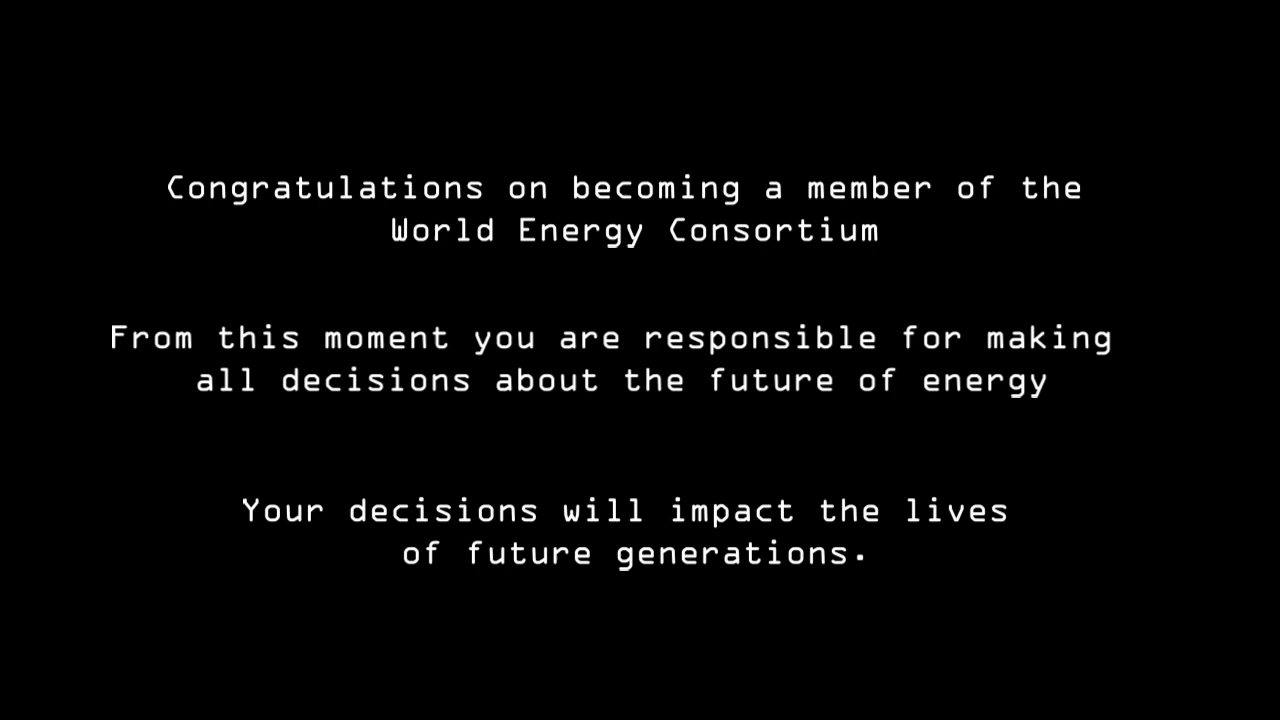 Congratulations on becoming a member of the
World Energy Consortium
From this moment you are responsible for making
all decisions about the future of energy
Your decisions will impact the lives
of future generations.